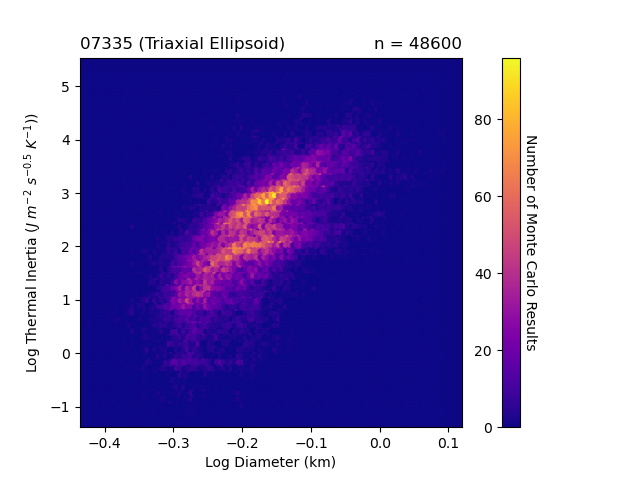 07335 (Triaxial Ellipsoid) n = 48600
5
4
3
2
1
0
−1
Log Thermal Inertia (J m⁻² s⁻⁰·⁵ K⁻¹))
−0.4 −0.3 −0.2 −0.1 0.0 0.1
Log Diameter (km)
80
60
40
20
0
Number of Monte Carlo Results